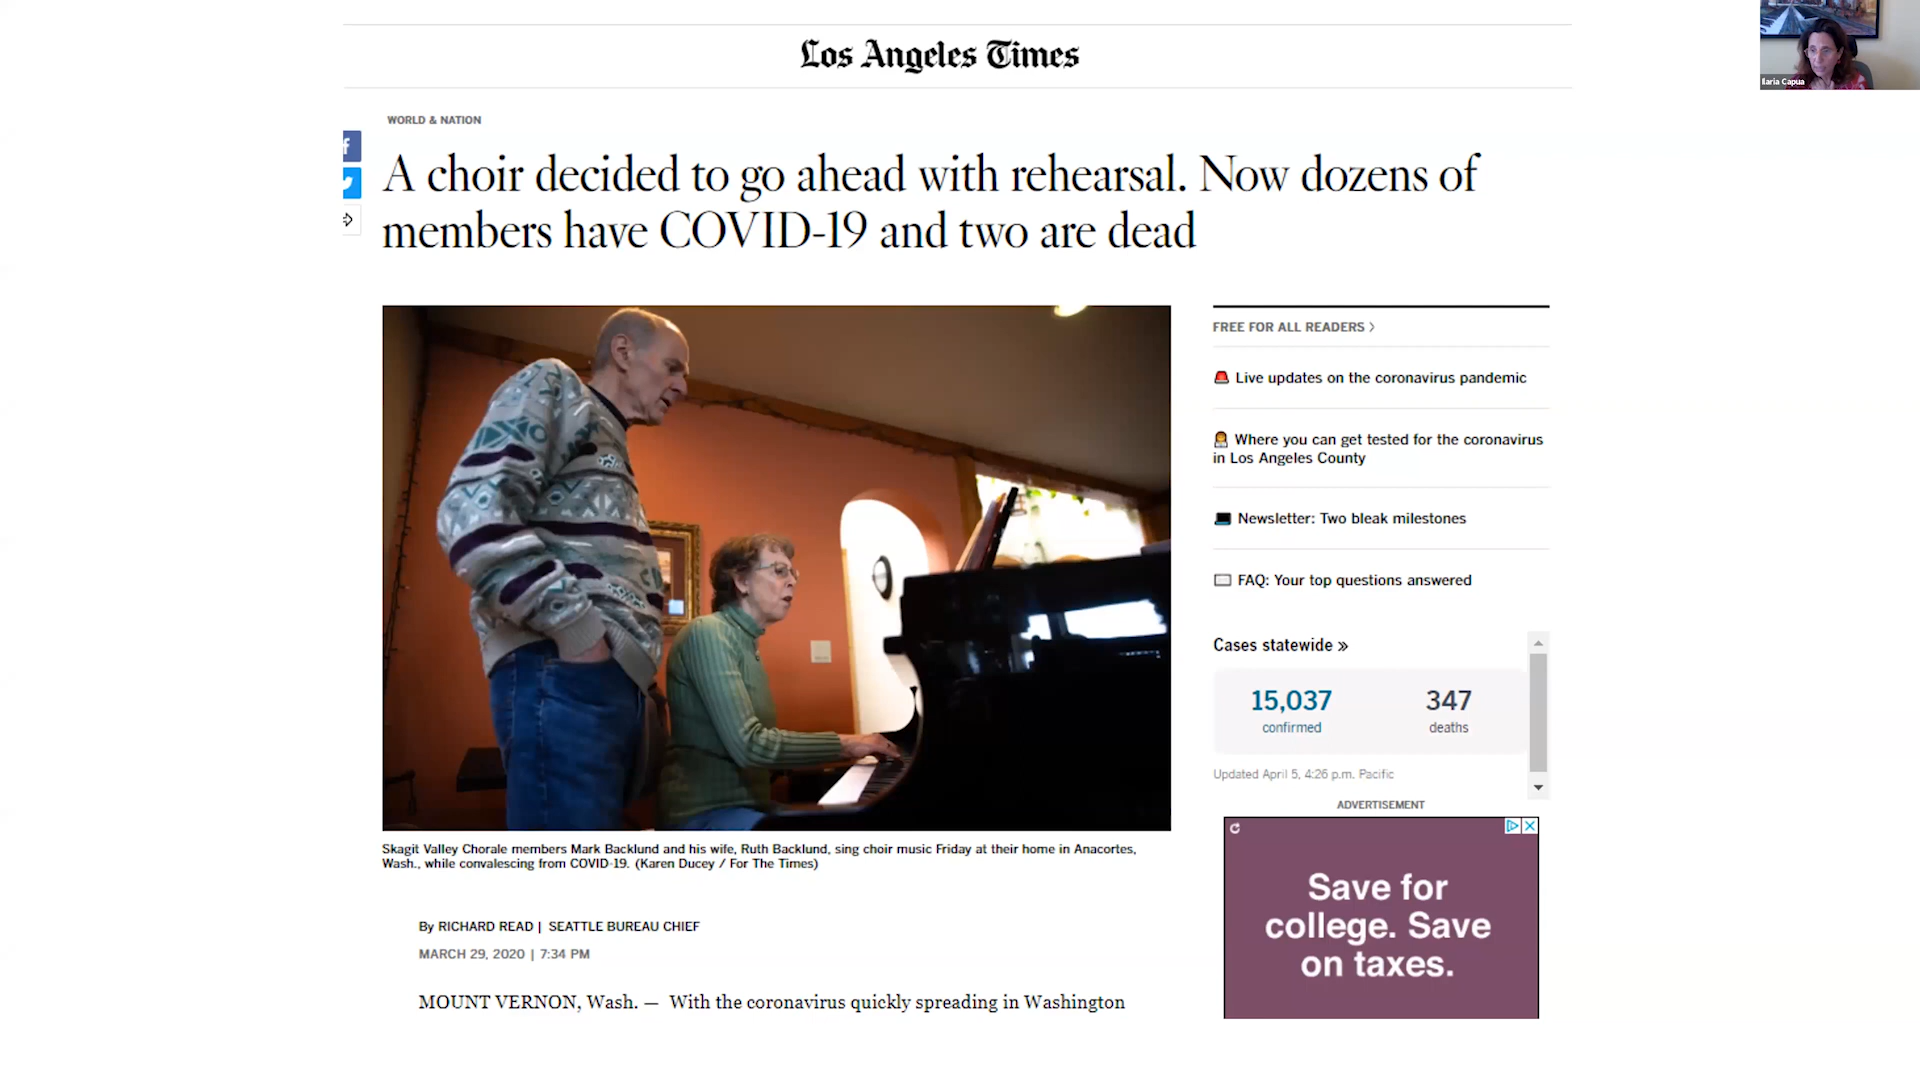 Los Angeles Times
Ilaria Capua
WORLD & NATION
A choir decided to go ahead with rehearsal. Now dozens of
members have COVID-19 and two are dead
FREE FOR ALL READERS >
Live updates on the coronavirus pandemic
Where you can get tested for the coronavirus
in Los Angeles County
Newsletter: Two bleak milestones
FAQ: Your top questions answered
Cases statewide »
15,037
confirmed
347
deaths
Updated April 5, 4:26 p.m. Pacific
ADVERTISEMENT
Save for
college. Save
on taxes.
Skagit Valley Chorale members Mark Backlund and his wife, Ruth Backlund, sing choir music Friday at their home in Anacortes,
Wash., while convalescing from COVID-19. (Karen Ducey / For The Times)
By RICHARD READ | SEATTLE BUREAU CHIEF
MARCH 29, 2020 | 7:34 PM
MOUNT VERNON, Wash. — With the coronavirus quickly spreading in Washington